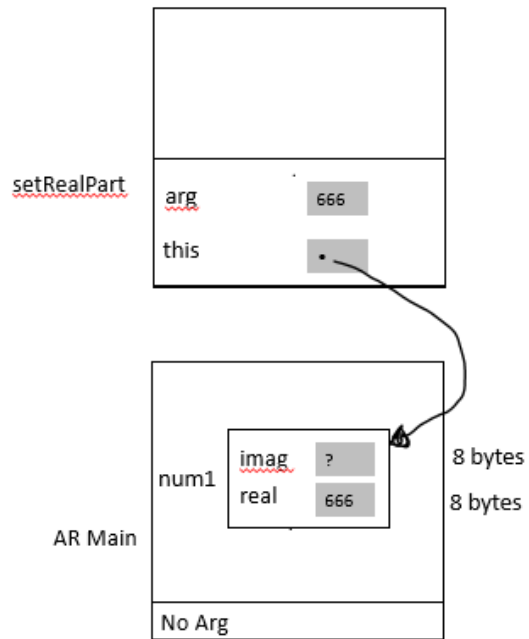 setRealPart
arg 666
this
imag ? 8 bytes
num1
real 666 8 bytes
AR Main
No Arg